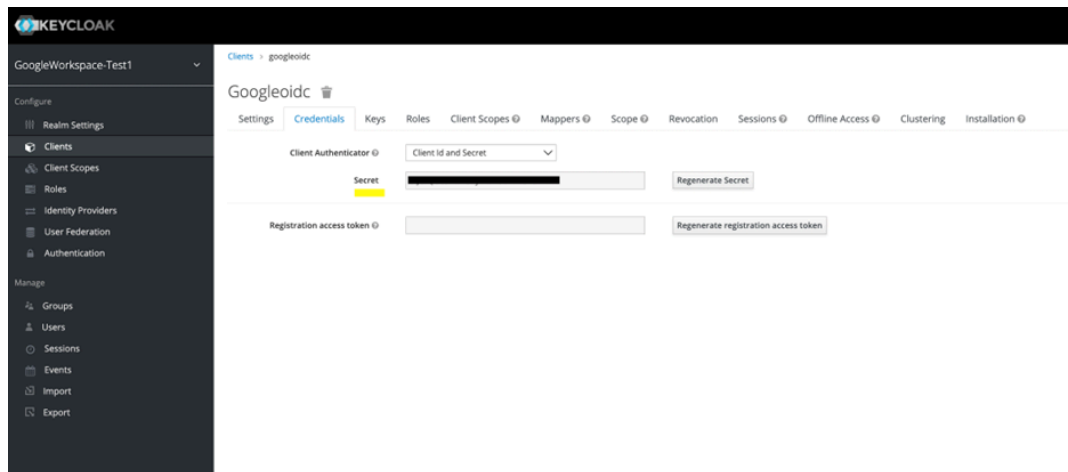 KEYCLOAK
GoogleWorkspace-Test1
Configure
Realm Settings
Clients
Client Scopes
Roles
Identity Providers
User Federation
Authentication
Manage
Groups
Users
Sessions
Events
Import
Export
Clients > googleoidc
Googleoidc
Settings Credentials Keys Roles Client Scopes Mappers Scope Revocation Sessions Offline Access Clustering Installation
Client Authenticator Client Id and Secret
Secret Regenerate Secret
Registration access token Regenerate registration access token